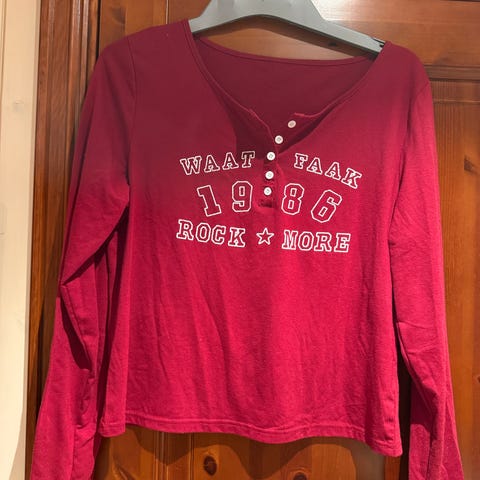 WAAT FAAK
1986
ROCK ☆ MORE